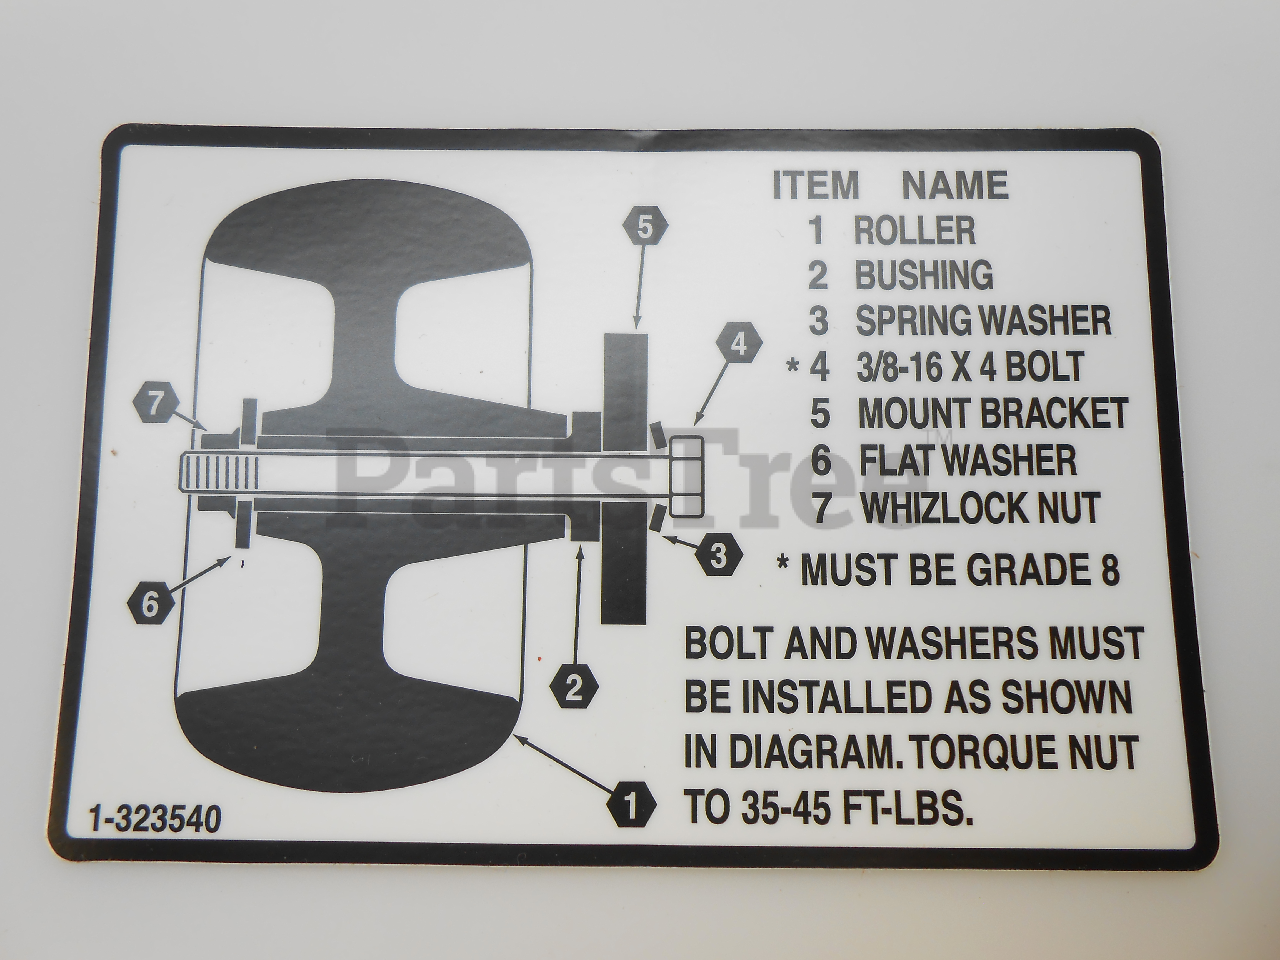 ITEM NAME
1 ROLLER
2 BUSHING
3 SPRING WASHER
* 4 3/8-16 X 4 BOLT
5 MOUNT BRACKET
6 FLAT WASHER
7 WHIZLOCK NUT
* MUST BE GRADE 8
BOLT AND WASHERS MUST
BE INSTALLED AS SHOWN
IN DIAGRAM. TORQUE NUT
TO 35-45 FT-LBS.
5
4
7
3
6
2
1
1-323540
PartsTree™